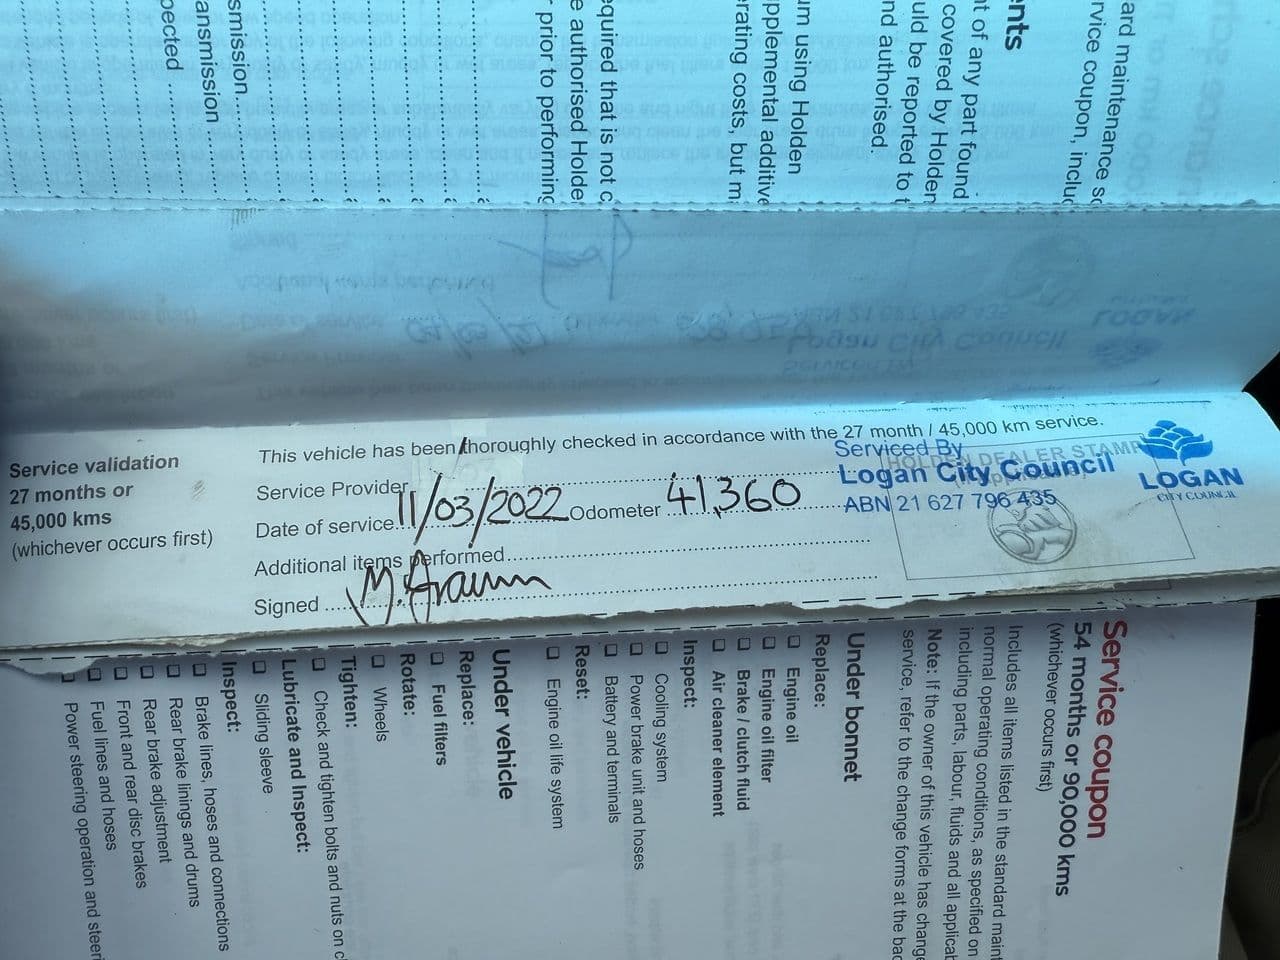 Service validation
27 months or
45,000 kms
(whichever occurs first)
This vehicle has been thoroughly checked in accordance with the 27 month / 45,000 km service.
Service Provider
Date of service 11/03/2022 Odometer 41,360
Additional items performed
Signed
HOLDEN DEALER STAMP
Serviced By
Logan City Council
ABN 21 627 796 435
LOGAN
CITY COUNCIL
Service coupon
54 months or 90,000 kms
(whichever occurs first)
Includes all items listed in the standard maint
normal operating conditions, as specified on
including parts, labour, fluids and all applicat
Note: If the owner of this vehicle has change
service, refer to the change forms at the bac
Under bonnet
Replace:
Engine oil
Engine oil filter
Brake / clutch fluid
Air cleaner element
Inspect:
Cooling system
Power brake unit and hoses
Battery and terminals
Reset:
Engine oil life system
Under vehicle
Replace:
Fuel filters
Rotate:
Wheels
Tighten:
Check and tighten bolts and nuts on c
Lubricate and Inspect:
Sliding sleeve
Inspect:
Brake lines, hoses and connections
Rear brake linings and drums
Rear brake adjustment
Front and rear disc brakes
Fuel lines and hoses
Power steering operation and steeri
ard maintenance sc
rvice coupon, includ
nts
t of any part found
covered by Holden
uld be reported to t
nd authorised
um using Holden
pplemental additive
rating costs, but m
equired that is not c
e authorised Holde
prior to performing
smission
ansmission
pected